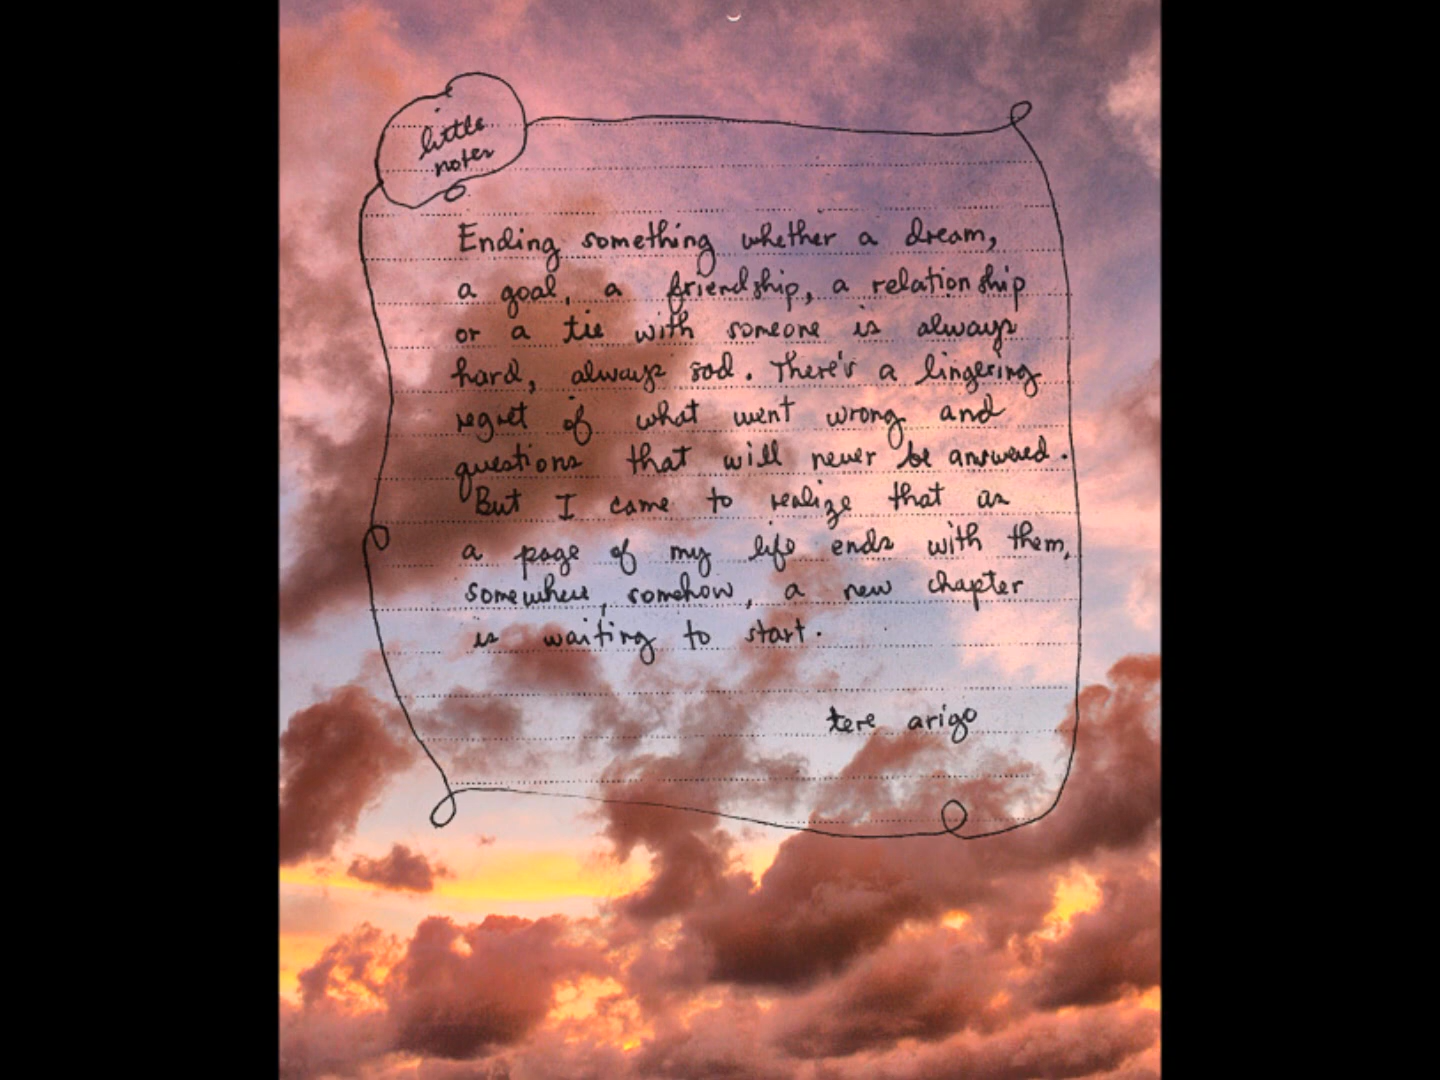 little
notes
Ending something whether a dream,
a goal, a friendship, a relationship
or a tie with someone is always
hard, always sad. There's a lingering
regret of what went wrong and
questions that will never be answered.
But I came to realize that as
a page of my life ends with them,
somewhere, somehow, a new chapter
is waiting to start.
tere arigo